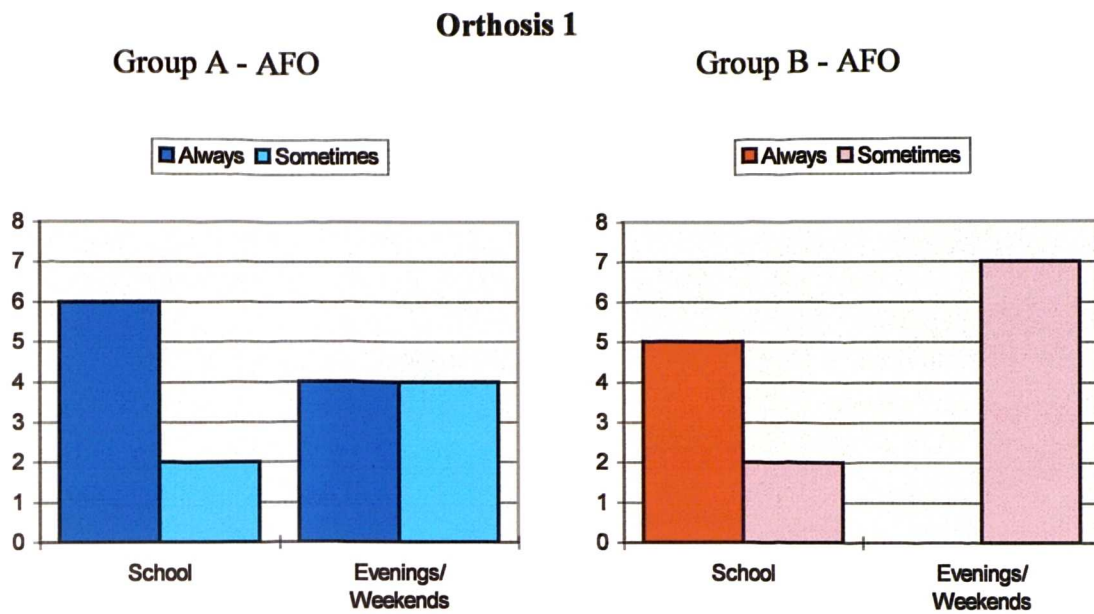 Orthosis 1
Group A - AFO
Group B - AFO
Always Sometimes
Always Sometimes
8
7
6
5
4
3
2
1
0
School
Evenings/
Weekends
8
7
6
5
4
3
2
1
0
School
Evenings/
Weekends